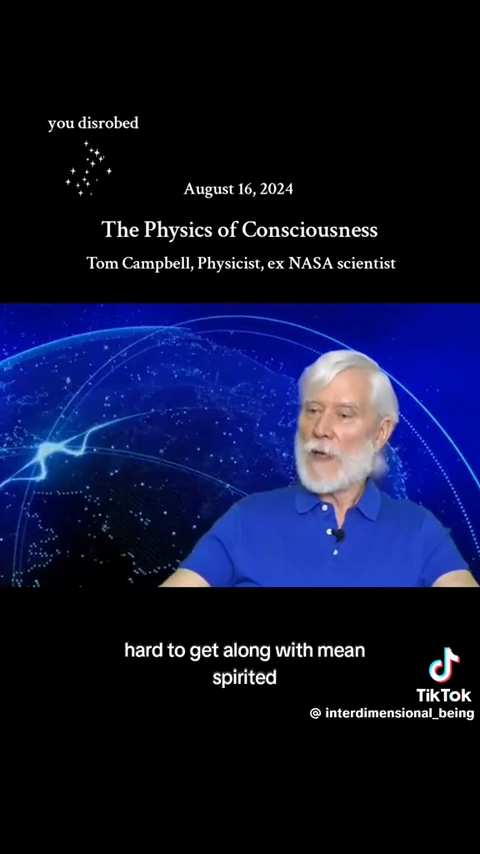 you disrobed
August 16, 2024
The Physics of Consciousness
Tom Campbell, Physicist, ex NASA scientist
hard to get along with mean
spirited
TikTok
@ interdimensional_being